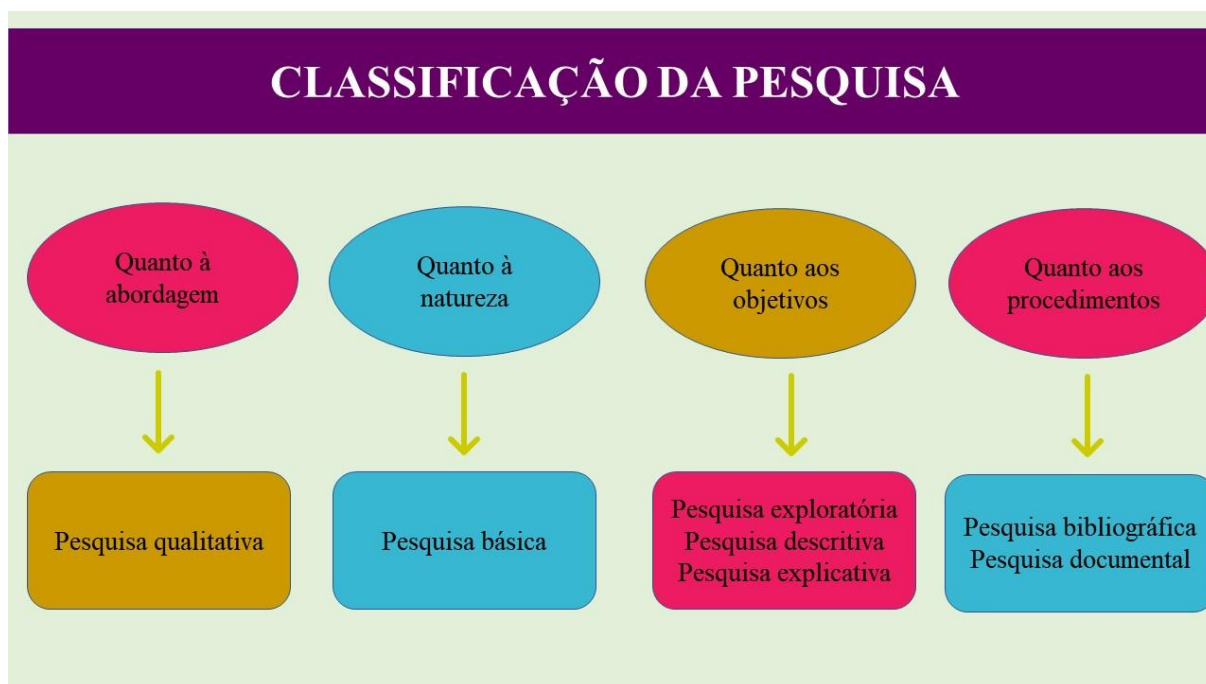 CLASSIFICAÇÃO DA PESQUISA
Quanto à
abordagem
Quanto à
natureza
Quanto aos
objetivos
Quanto aos
procedimentos
Pesquisa qualitativa
Pesquisa básica
Pesquisa exploratória
Pesquisa descritiva
Pesquisa explicativa
Pesquisa bibliográfica
Pesquisa documental